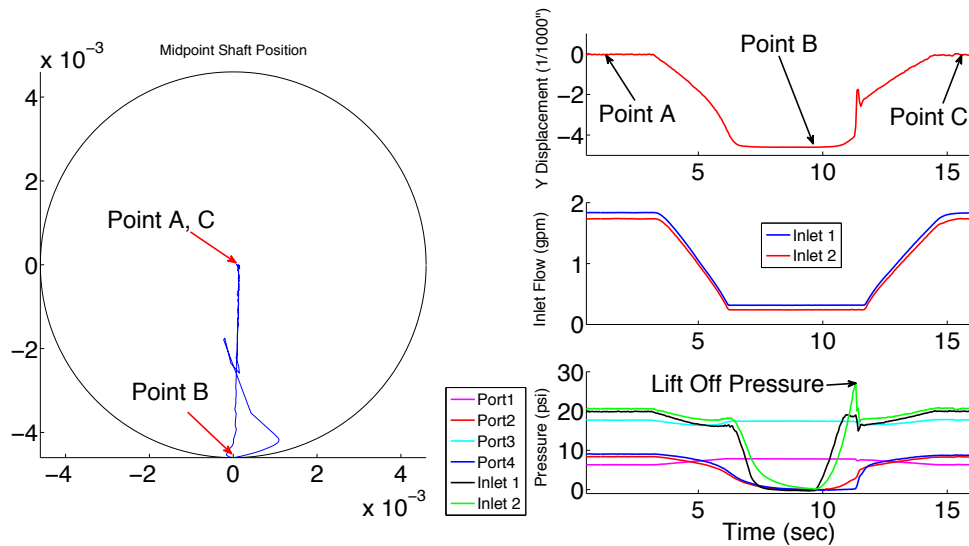 Midpoint Shaft Position
x 10⁻³
4
2
0
−2
−4
−4
−2
0
2
4
x 10⁻³
Point A, C
Point B
Port1
Port2
Port3
Port4
Inlet 1
Inlet 2
Y Displacement (1/1000")
0
−2
−4
5
10
15
Point A
Point B
Point C
Inlet Flow (gpm)
2
1
0
5
10
15
Inlet 1
Inlet 2
Pressure (psi)
30
20
10
0
5
10
15
Lift Off Pressure
Time (sec)